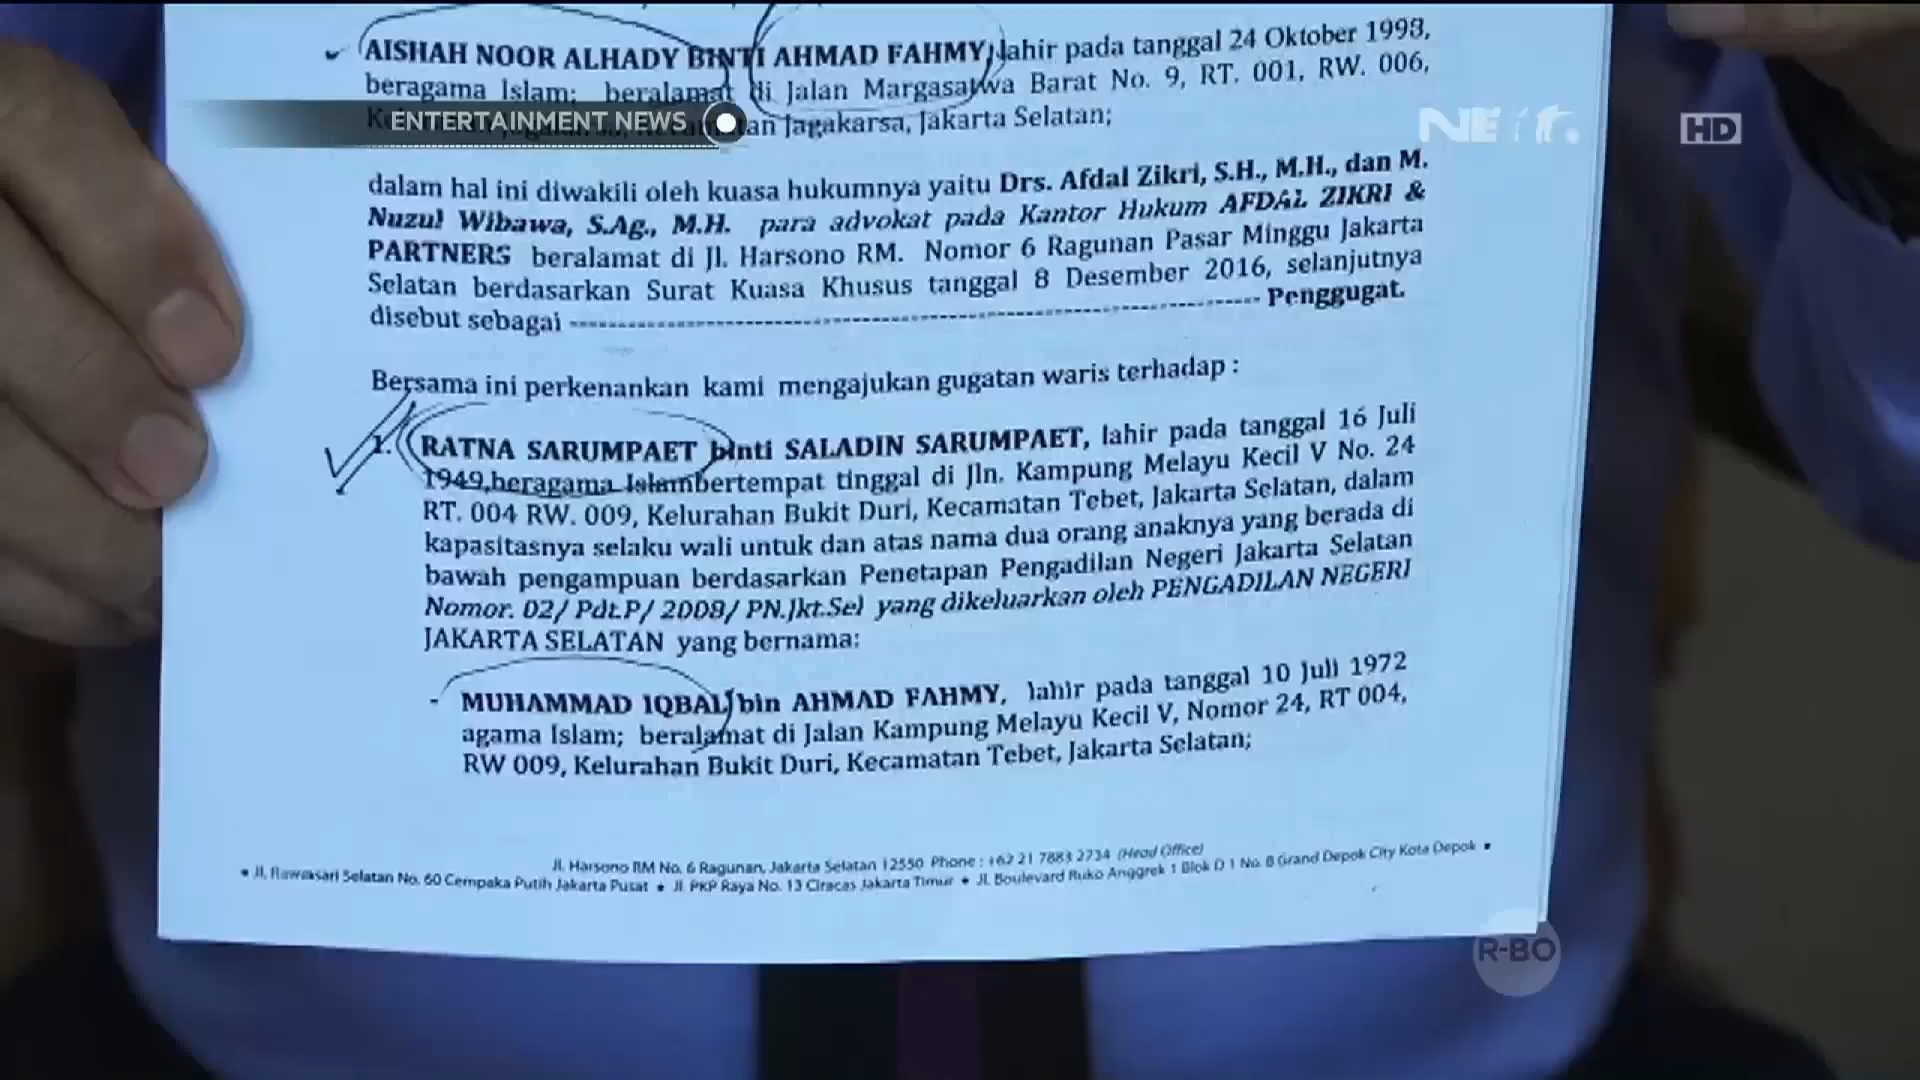 AISHAH NOOR ALHADY BINTI AHMAD FAHMY, lahir pada tanggal 24 Oktober 1998,
beragama Islam; beralamat di Jalan Margasatwa Barat No. 9, RT. 001, RW. 006,
Jagakarsa, Jakarta Selatan;
ENTERTAINMENT NEWS
NET.
HD
dalam hal ini diwakili oleh kuasa hukumnya yaitu Drs. Afdal Zikri, S.H., M.H., dan M.
Nuzul Wibawa, S.Ag., M.H. para advokat pada Kantor Hukum AFDAL ZIKRI &
PARTNERS beralamat di Jl. Harsono RM. Nomor 6 Ragunan Pasar Minggu Jakarta
Selatan berdasarkan Surat Kuasa Khusus tanggal 8 Desember 2016, selanjutnya
disebut sebagai ------------------------------------------------------------ Penggugat.
Bersama ini perkenankan kami mengajukan gugatan waris terhadap :
1. RATNA SARUMPAET binti SALADIN SARUMPAET, lahir pada tanggal 16 Juli
1949,beragama Islambertempat tinggal di Jln. Kampung Melayu Kecil V No. 24
RT. 004 RW. 009, Kelurahan Bukit Duri, Kecamatan Tebet, Jakarta Selatan, dalam
kapasitasnya selaku wali untuk dan atas nama dua orang anaknya yang berada di
bawah pengampuan berdasarkan Penetapan Pengadilan Negeri Jakarta Selatan
Nomor. 02/ Pdt.P/ 2008/ PN.Jkt.Sel yang dikeluarkan oleh PENGADILAN NEGERI
JAKARTA SELATAN yang bernama:
- MUHAMMAD IQBAL bin AHMAD FAHMY, lahir pada tanggal 10 Juli 1972
agama Islam; beralamat di Jalan Kampung Melayu Kecil V, Nomor 24, RT 004,
RW 009, Kelurahan Bukit Duri, Kecamatan Tebet, Jakarta Selatan;
Jl. Harsono RM No. 6 Ragunan, Jakarta Selatan 12550 Phone : +62 21 7883 2734 (Head Office)
• Jl. Rawasari Selatan No. 60 Cempaka Putih Jakarta Pusat • Jl. PKP Raya No. 13 Ciracas Jakarta Timur • Jl. Boulevard Ruko Anggrek 1 Blok D 1 No. 8 Grand Depok City Kota Depok •
R-BO